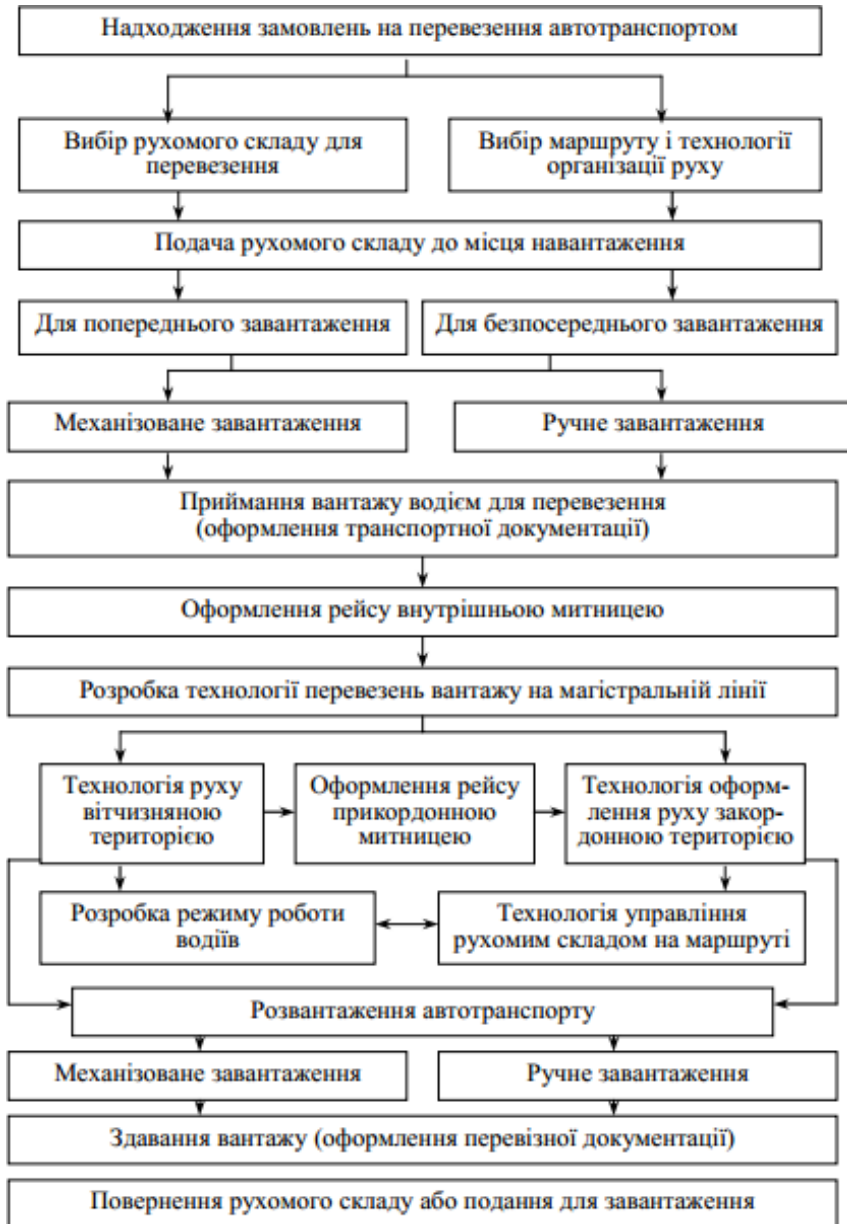 Надходження замовлень на перевезення автотранспортом
Вибір рухомого складу для
перевезення
Вибір маршруту і технології
організації руху
Подача рухомого складу до місця навантаження
Для попереднього завантаження
Для безпосереднього завантаження
Механізоване завантаження
Ручне завантаження
Приймання вантажу водієм для перевезення
(оформлення транспортної документації)
Оформлення рейсу внутрішньою митницею
Розробка технології перевезень вантажу на магістральній лінії
Технологія руху
вітчизняною
територією
Оформлення рейсу
прикордонною
митницею
Технологія оформ-
лення руху закор-
донною територією
Розробка режиму роботи
водіїв
Технологія управління
рухомим складом на маршруті
Розвантаження автотранспорту
Механізоване завантаження
Ручне завантаження
Здавання вантажу (оформлення перевізної документації)
Повернення рухомого складу або подання для завантаження